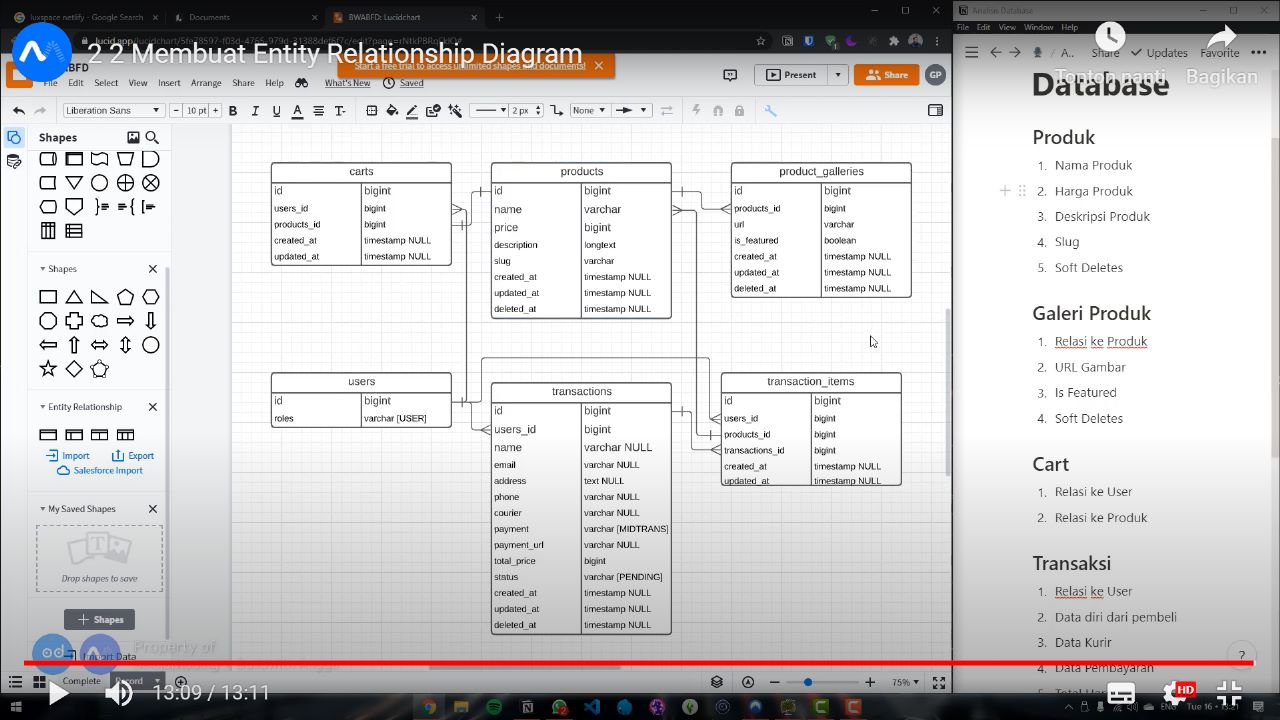 luxspace netlify - Google Search
Documents
BWABFD: Lucidchart
Analisis Database
File Edit View Window Help
2 2 Membuat Entity Relationship Diagram
Start a free trial to access unlimited shapes and documents!
A..
Share
Updates
Favorite
Tonton nanti
Bagikan
File Edit Select View Insert Arrange Share Help
What's New
Saved
Present
Share
GP
Liberation Sans
10 pt
2 px
None
Shapes
Shapes
Entity Relationship
Import
Export
Salesforce Import
My Saved Shapes
Drop shapes to save
+ Shapes
Import Data
Property of
carts
id bigint
users_id bigint
products_id bigint
created_at timestamp NULL
updated_at timestamp NULL
products
id bigint
name varchar
price bigint
description longtext
slug varchar
created_at timestamp NULL
updated_at timestamp NULL
deleted_at timestamp NULL
product_galleries
id bigint
products_id bigint
url varchar
is_featured boolean
created_at timestamp NULL
updated_at timestamp NULL
deleted_at timestamp NULL
users
id bigint
roles varchar [USER]
transactions
id bigint
users_id bigint
name varchar NULL
email varchar NULL
address text NULL
phone varchar NULL
courier varchar NULL
payment varchar [MIDTRANS]
payment_url varchar NULL
total_price bigint
status varchar [PENDING]
created_at timestamp NULL
updated_at timestamp NULL
deleted_at timestamp NULL
transaction_items
id bigint
users_id bigint
products_id bigint
transactions_id bigint
created_at timestamp NULL
updated_at timestamp NULL
Database
Produk
1. Nama Produk
2. Harga Produk
3. Deskripsi Produk
4. Slug
5. Soft Deletes
Galeri Produk
1. Relasi ke Produk
2. URL Gambar
3. Is Featured
4. Soft Deletes
Cart
1. Relasi ke User
2. Relasi ke Produk
Transaksi
1. Relasi ke User
2. Data diri dari pembeli
3. Data Kurir
4. Data Pembayaran
Complete
Record
75%
13:09 / 13:11
HD
ENG